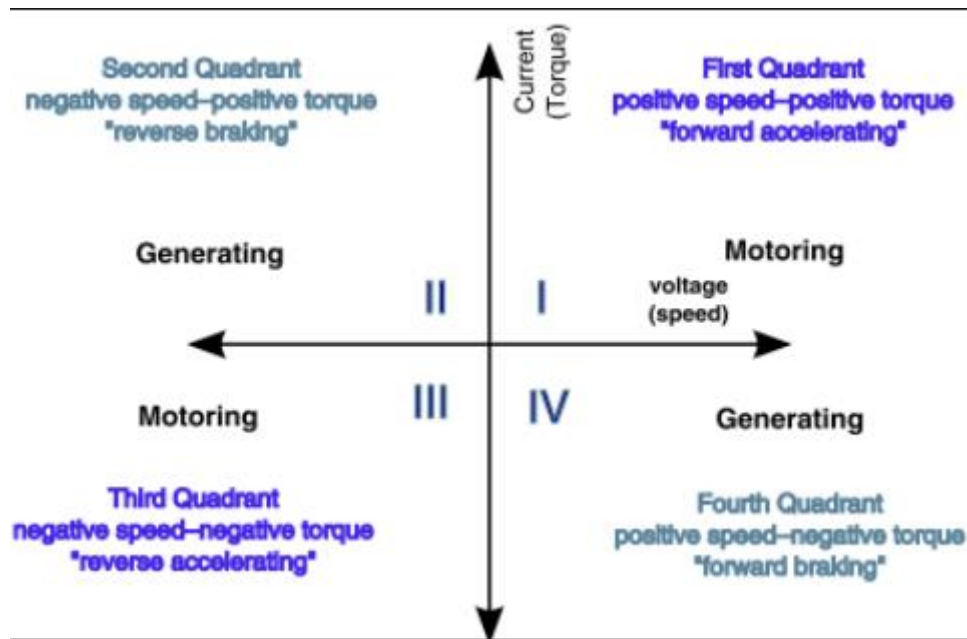 Second Quadrant
negative speed–positive torque
"reverse braking"
Current
(Torque)
First Quadrant
positive speed–positive torque
"forward accelerating"
Generating
Motoring
II
I
voltage
(speed)
III
IV
Motoring
Generating
Third Quadrant
negative speed–negative torque
"reverse accelerating"
Fourth Quadrant
positive speed–negative torque
"forward braking"